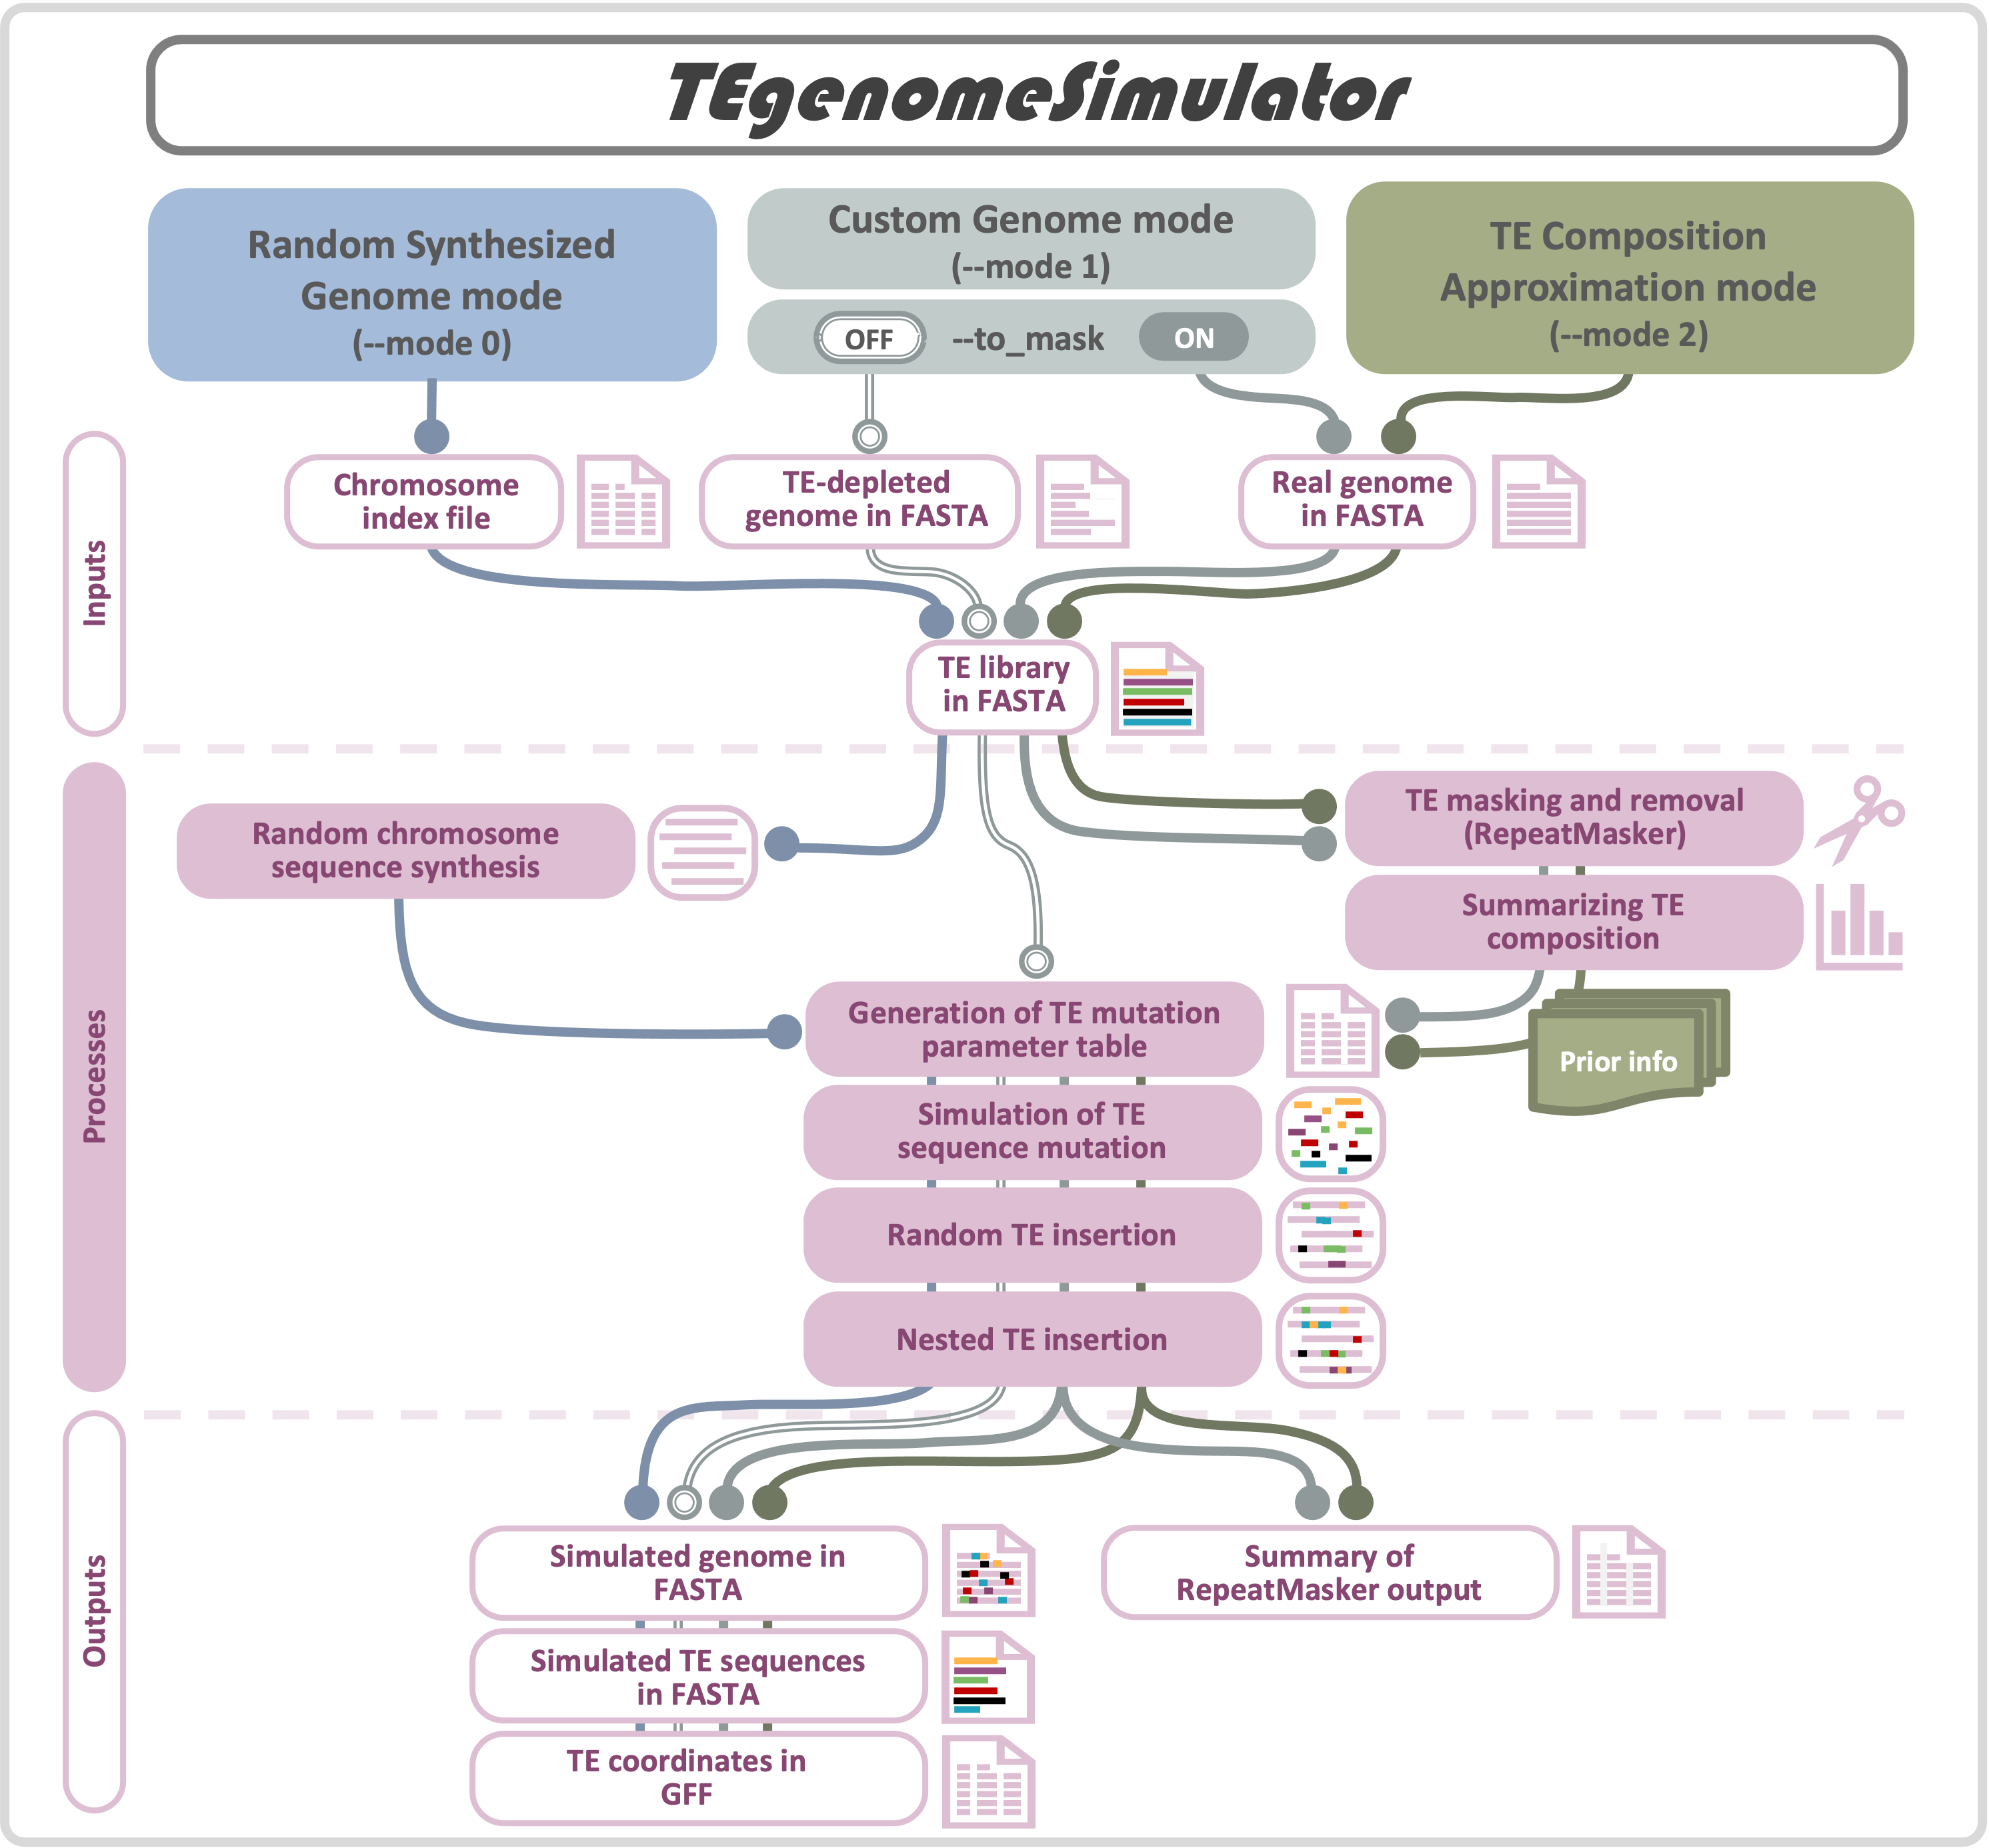 TEgenomeSimulator
Random Synthesized
Genome mode
(--mode 0)
Custom Genome mode
(--mode 1)
OFF --to_mask ON
TE Composition
Approximation mode
(--mode 2)
Inputs
Chromosome
index file
TE-depleted
genome in FASTA
Real genome
in FASTA
TE library
in FASTA
Processes
Random chromosome
sequence synthesis
TE masking and removal
(RepeatMasker)
Summarizing TE
composition
Prior info
Generation of TE mutation
parameter table
Simulation of TE
sequence mutation
Random TE insertion
Nested TE insertion
Outputs
Simulated genome in
FASTA
Summary of
RepeatMasker output
Simulated TE sequences
in FASTA
TE coordinates in
GFF